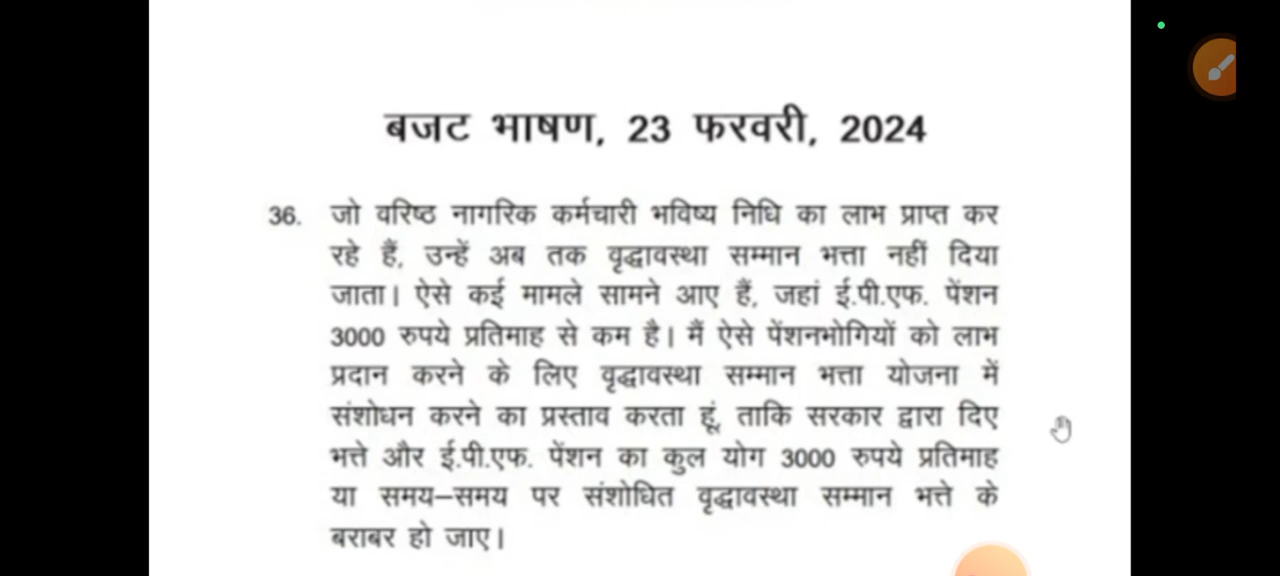 बजट भाषण, 23 फरवरी, 2024
36. जो वरिष्ठ नागरिक कर्मचारी भविष्य निधि का लाभ प्राप्त कर
रहे हैं, उन्हें अब तक वृद्धावस्था सम्मान भत्ता नहीं दिया
जाता। ऐसे कई मामले सामने आए हैं, जहां ई.पी.एफ. पेंशन
3000 रुपये प्रतिमाह से कम है। मैं ऐसे पेंशनभोगियों को लाभ
प्रदान करने के लिए वृद्धावस्था सम्मान भत्ता योजना में
संशोधन करने का प्रस्ताव करता हूं, ताकि सरकार द्वारा दिए
भत्ते और ई.पी.एफ. पेंशन का कुल योग 3000 रुपये प्रतिमाह
या समय–समय पर संशोधित वृद्धावस्था सम्मान भत्ते के
बराबर हो जाए।